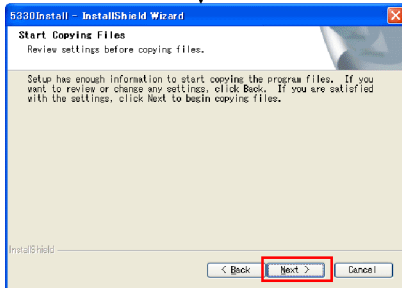 5330Install - InstallShield Wizard
Start Copying Files
Review settings before copying files.
Setup has enough information to start copying the program files. If you
want to review or change any settings, click Back. If you are satisfied
with the settings, click Next to begin copying files.
InstallShield
< Back
Next >
Cancel